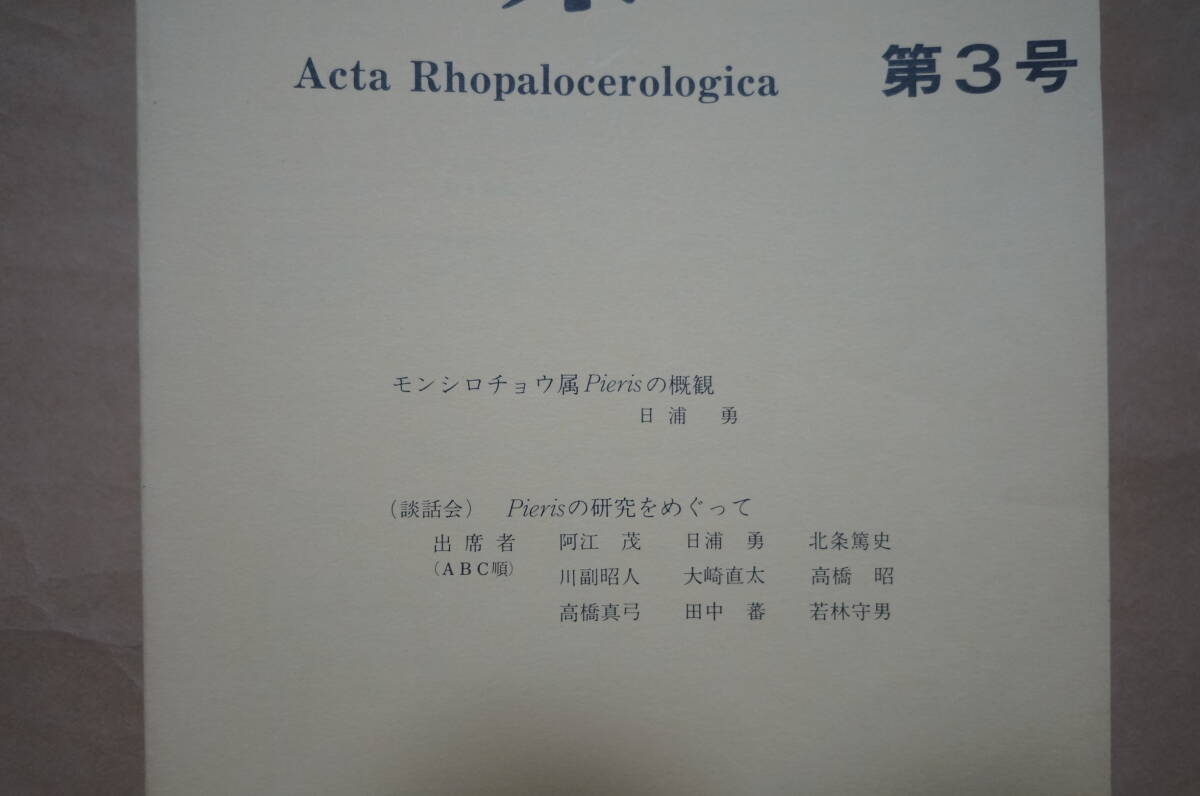 Acta Rhopalocerologica 第3号
モンシロチョウ属Pierisの概観
日浦 勇
(談話会) Pierisの研究をめぐって
出席者 阿江 茂 日浦 勇 北条篤史
(ABC順) 川副昭人 大崎直太 高橋 昭
高橋真弓 田中 蕃 若林守男